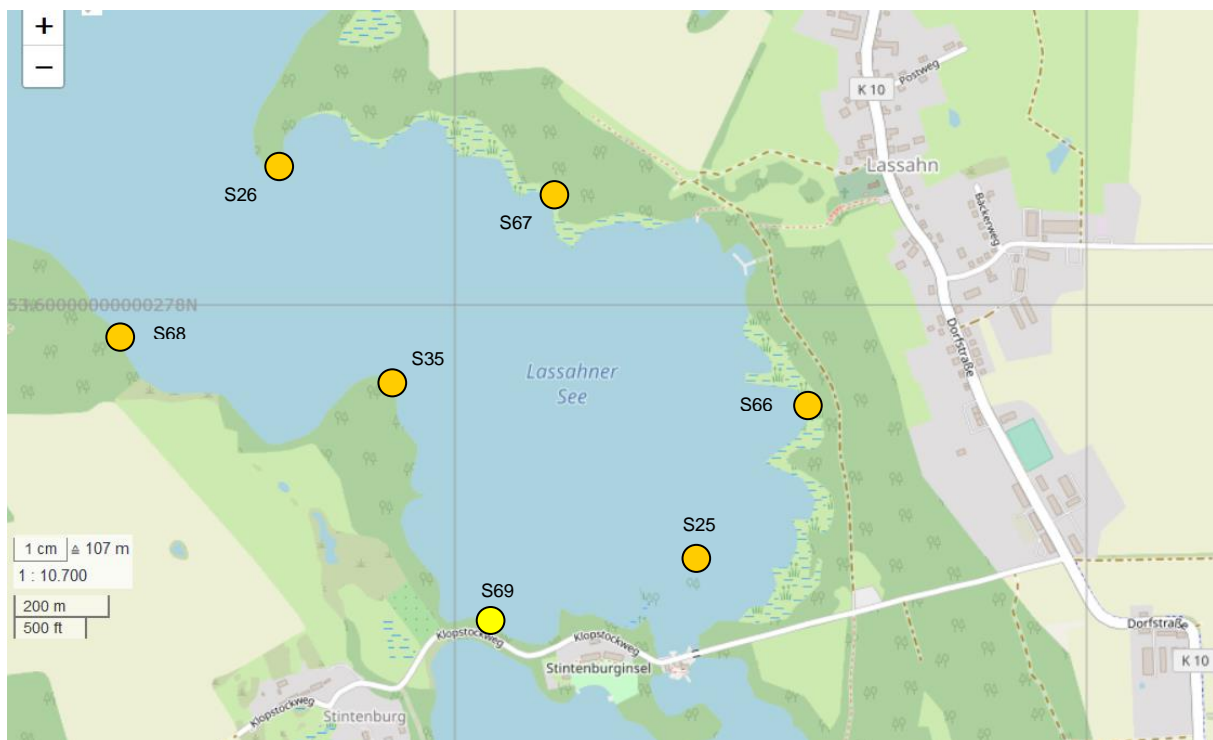 +
−
K 10
Postweg
Lassahn
S26
S67
Bäckerweg
53.60000000000278N
S68
S35
Lassahner
See
Dorfstraße
S66
S25
1 cm ≙ 107 m
1 : 10.700
200 m
500 ft
S69
Klopstockweg
Klopstockweg
Stintenburginsel
Dorfstraße
K 10
Klopstockweg
Stintenburg